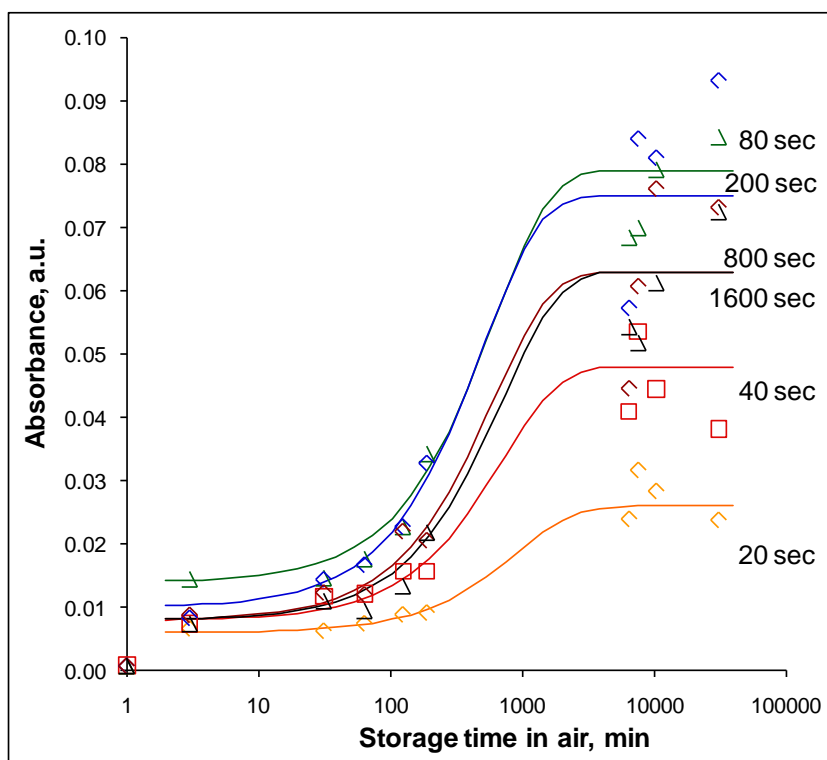 0.10
0.09
0.08
0.07
0.06
0.05
0.04
0.03
0.02
0.01
0.00
Absorbance, a.u.
80 sec
200 sec
800 sec
1600 sec
40 sec
20 sec
1 10 100 1000 10000 100000
Storage time in air, min